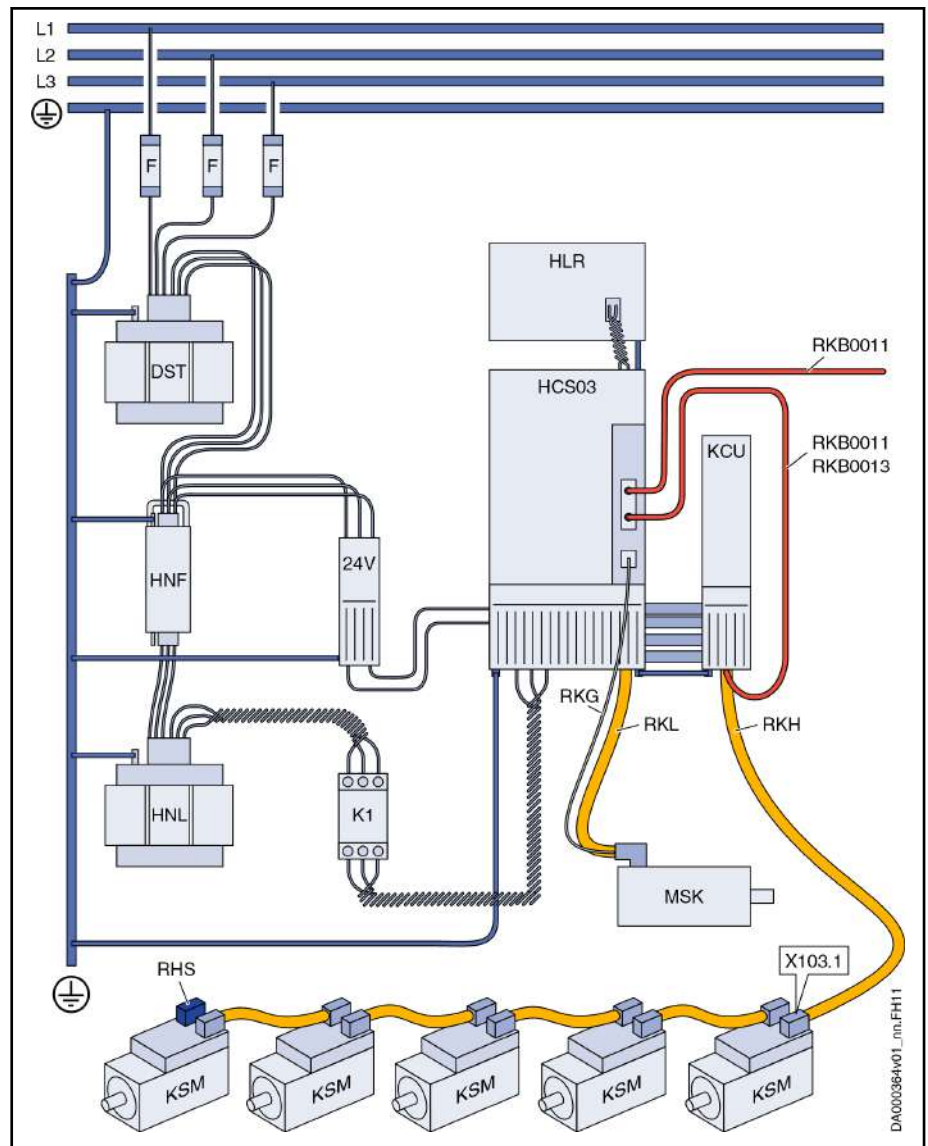 L1
L2
L3
F F F
HLR
DST
HCS03
RKB0011
KCU
RKB0011
RKB0013
HNF
24V
RKG
RKL
RKH
HNL
K1
MSK
RHS
X103.1
KSM KSM KSM KSM KSM
DA000364v01_nn.FH11